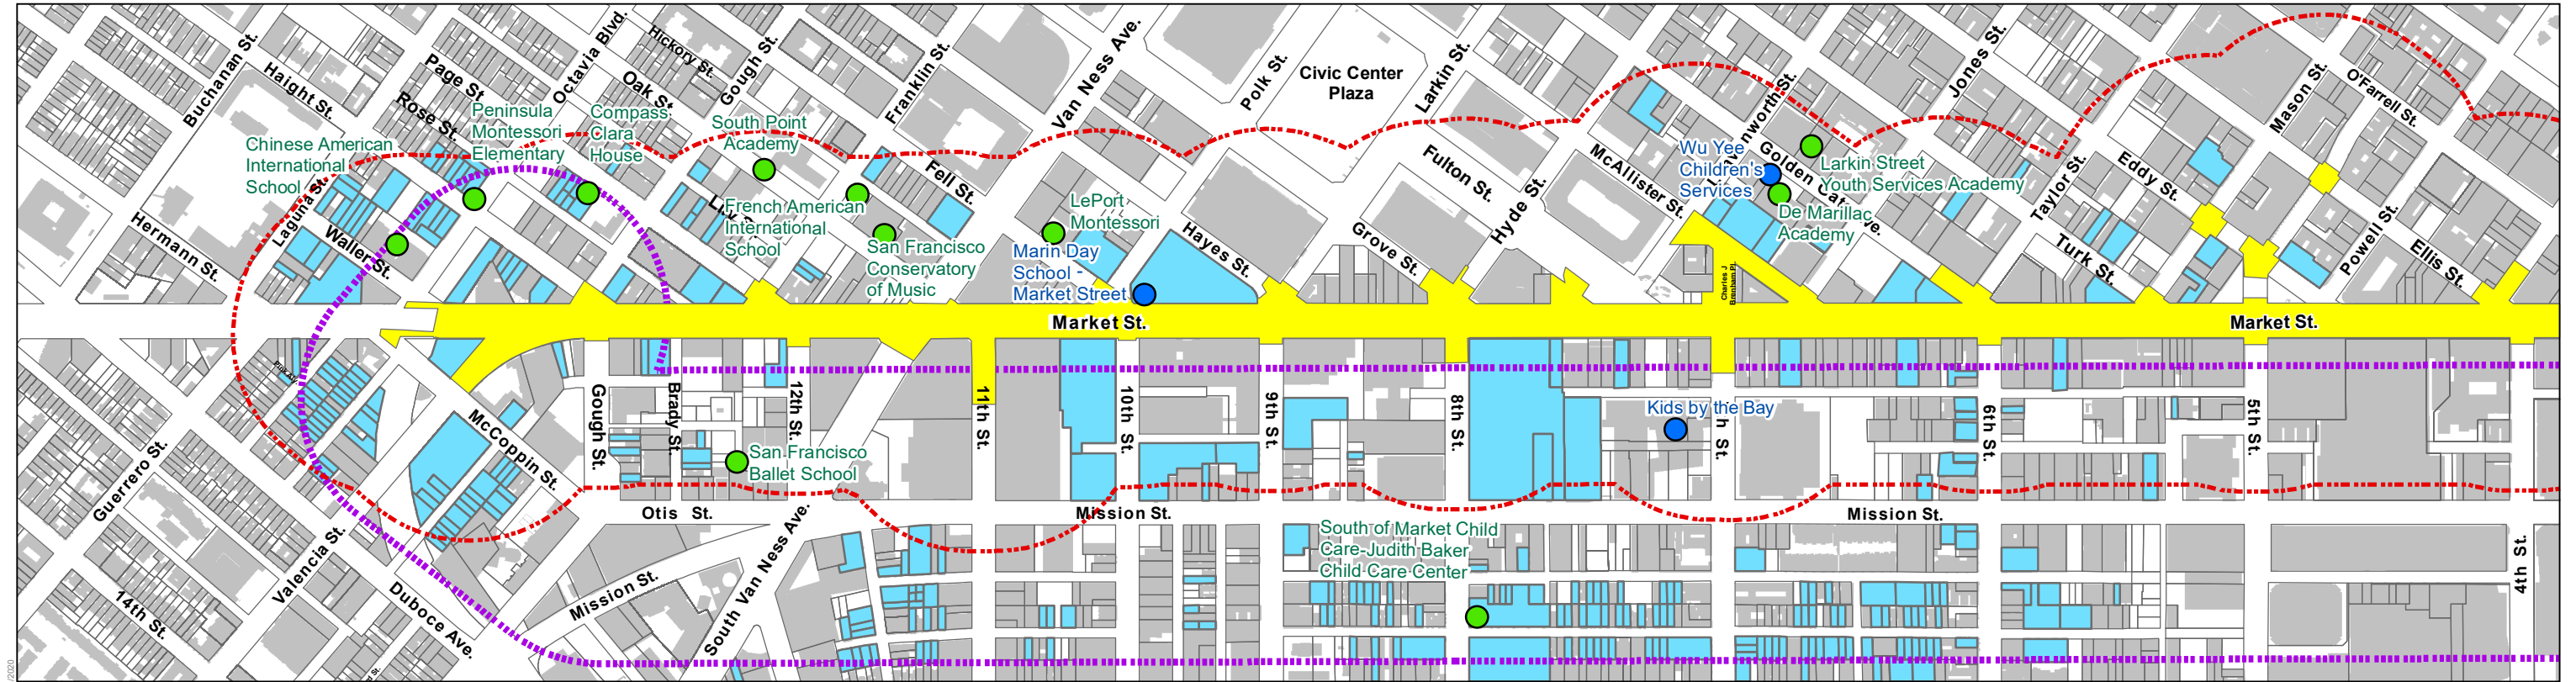 Buchanan St.
Haight St.
Page St.
Rose St.
Octavia Blvd.
Hickory St.
Oak St.
Gough St.
Franklin St.
Van Ness Ave.
Polk St.
Civic Center
Plaza
Larkin St.
Jones St.
Mason St.
O'Farrell St.
Chinese American
International
School
Peninsula
Montessori
Elementary
Compass
Clara
House
South Point
Academy
Fell St.
French American
International
School
San Francisco
Conservatory
of Music
LePort
Montessori
Marin Day
School -
Market Street
Hayes St.
Grove St.
Fulton St.
Hyde St.
McAllister St.
Wu Yee
Children's
Services
Golden Gate Ave.
Larkin Street
Youth Services Academy
De Marillac
Academy
Taylor St.
Eddy St.
Turk St.
Powell St.
Ellis St.
Charles J
Brenham Pl.
Laguna St.
Waller St.
Hermann St.
Market St.
Market St.
Gough St.
Brady St.
12th St.
11th St.
10th St.
9th St.
8th St.
Kids by the Bay
6th St.
5th St.
4th St.
McCoppin St.
San Francisco
Ballet School
Otis St.
Mission St.
Mission St.
Guerrero St.
Valencia St.
14th St.
Duboce Ave.
Mission St.
South Van Ness Ave.
South of Market Child
Care-Judith Baker
Child Care Center
/2020